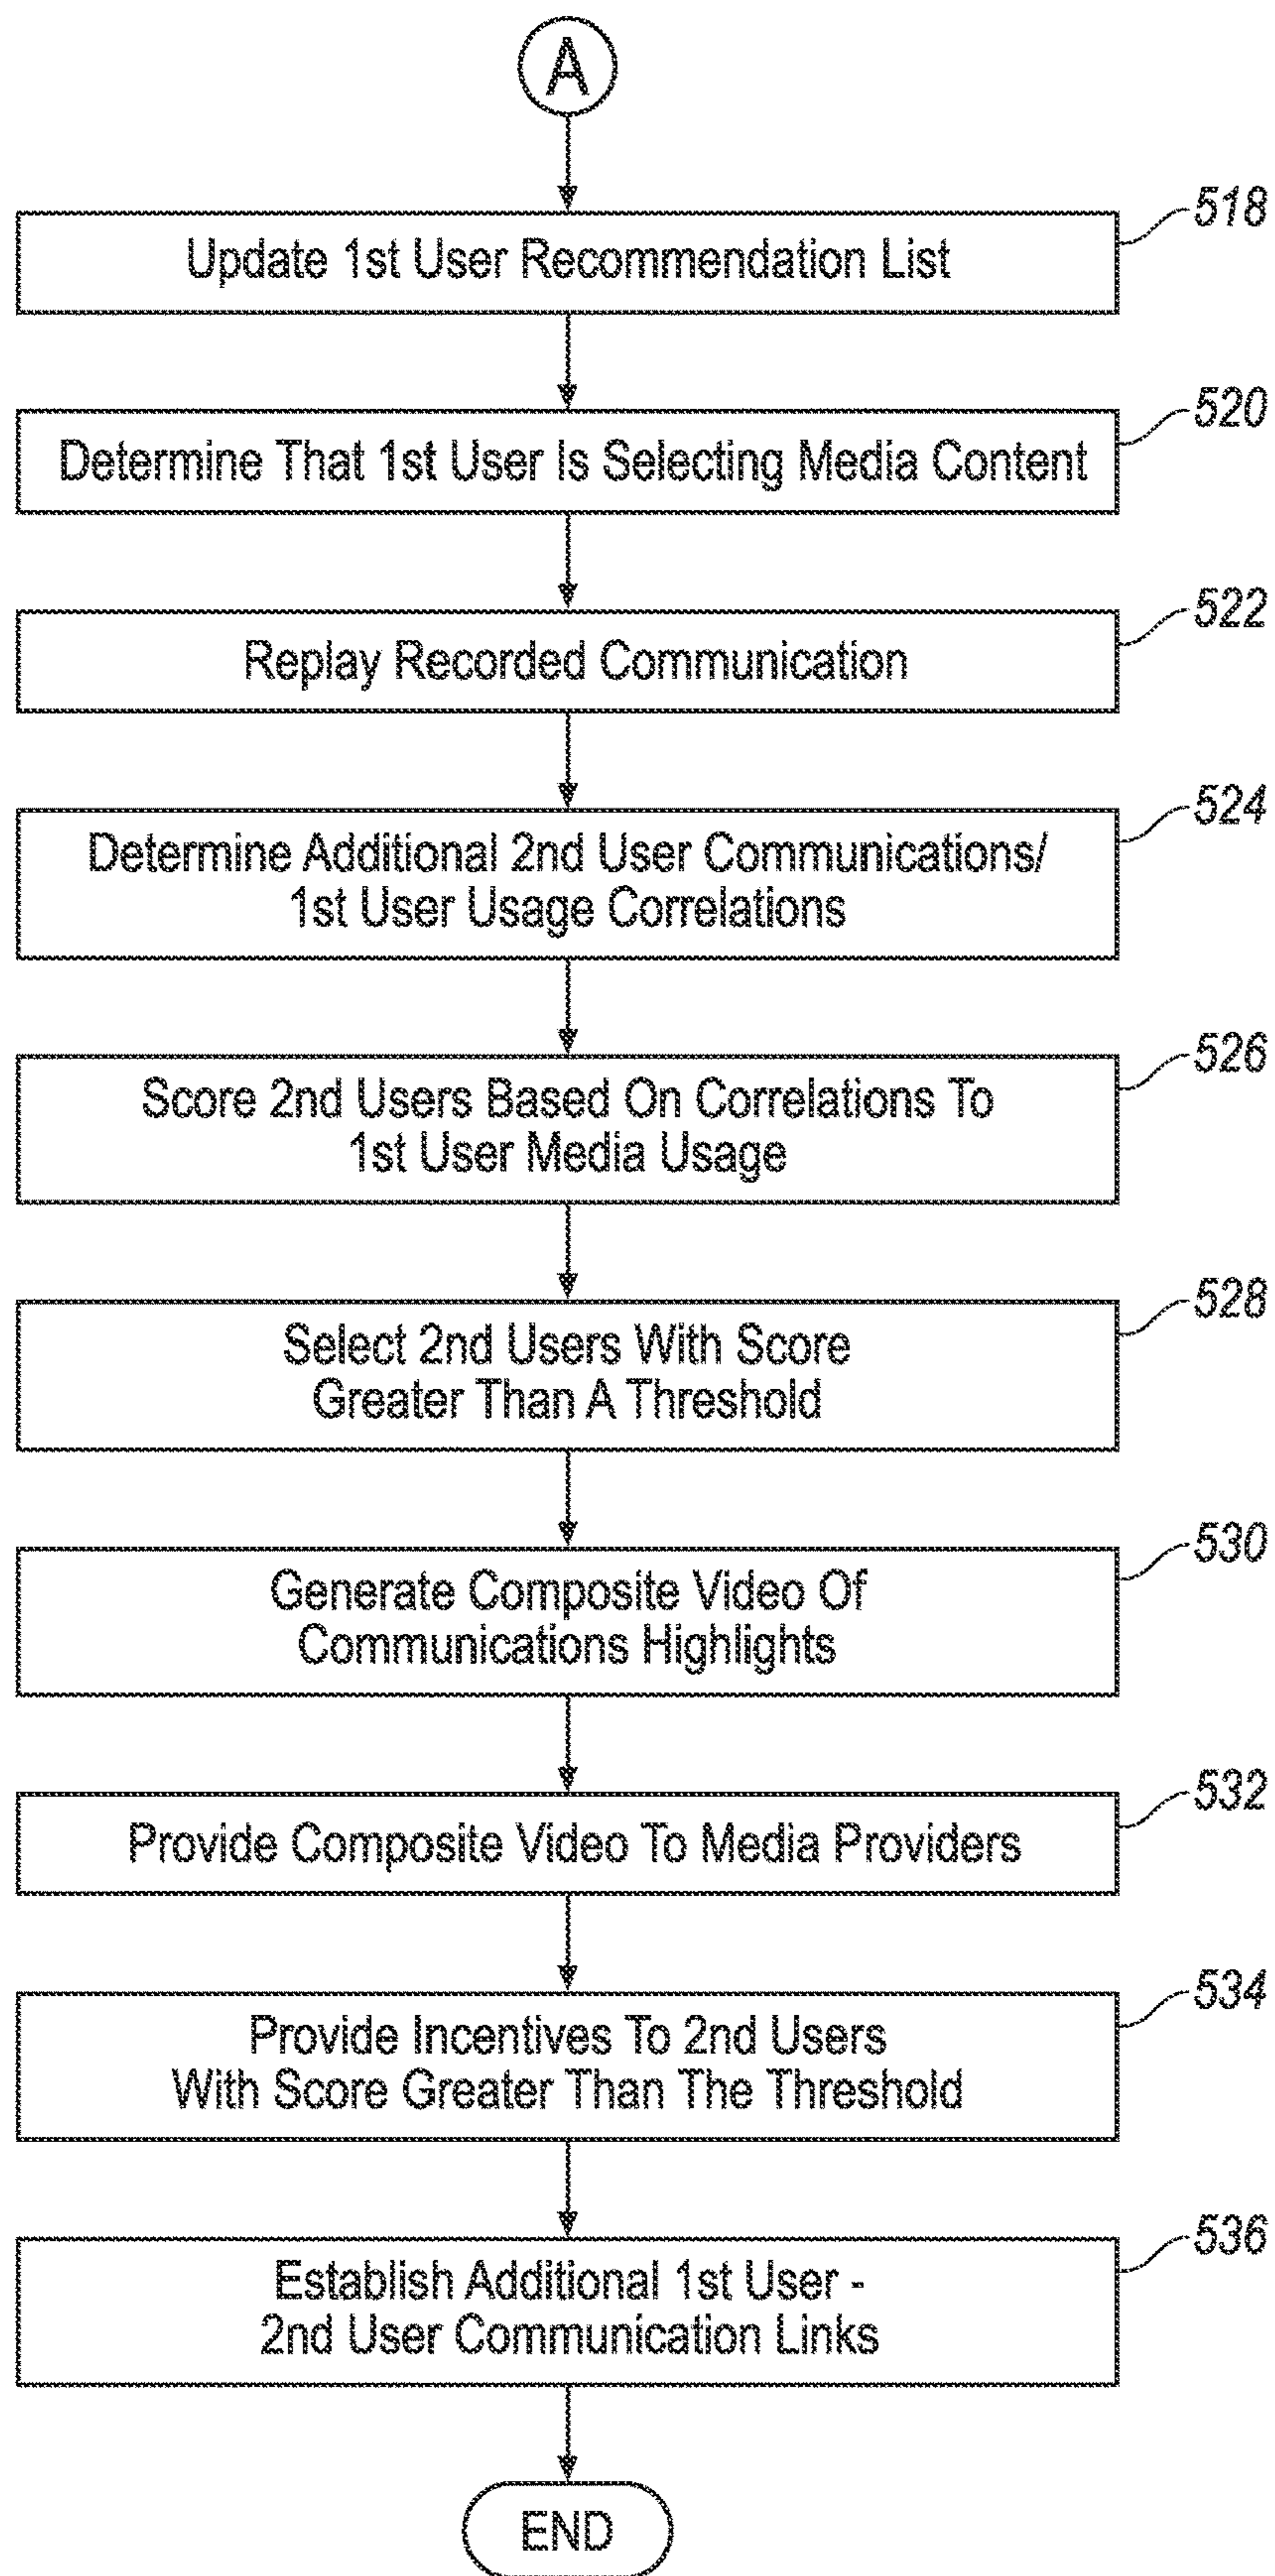 A
518
Update 1st User Recommendation List
520
Determine That 1st User Is Selecting Media Content
522
Replay Recorded Communication
524
Determine Additional 2nd User Communications/
1st User Usage Correlations
526
Score 2nd Users Based On Correlations To
1st User Media Usage
528
Select 2nd Users With Score
Greater Than A Threshold
530
Generate Composite Video Of
Communications Highlights
532
Provide Composite Video To Media Providers
534
Provide Incentives To 2nd Users
With Score Greater Than The Threshold
536
Establish Additional 1st User -
2nd User Communication Links
END